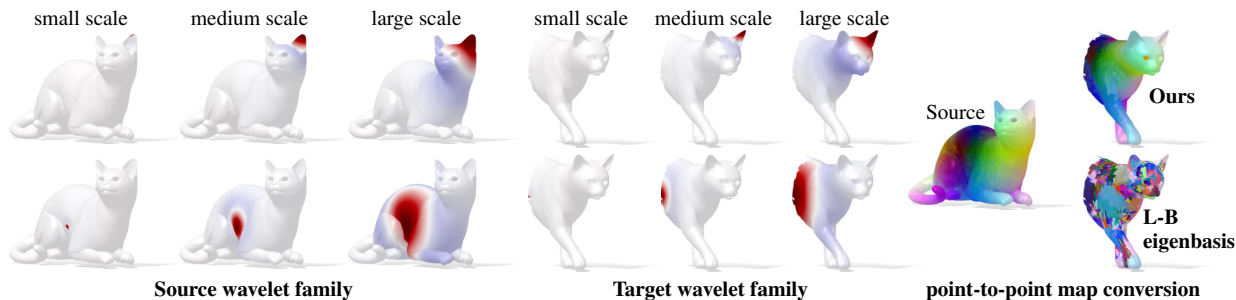 small scale medium scale large scale small scale medium scale large scale
Source
Ours
L-B
eigenbasis
Source wavelet family Target wavelet family point-to-point map conversion